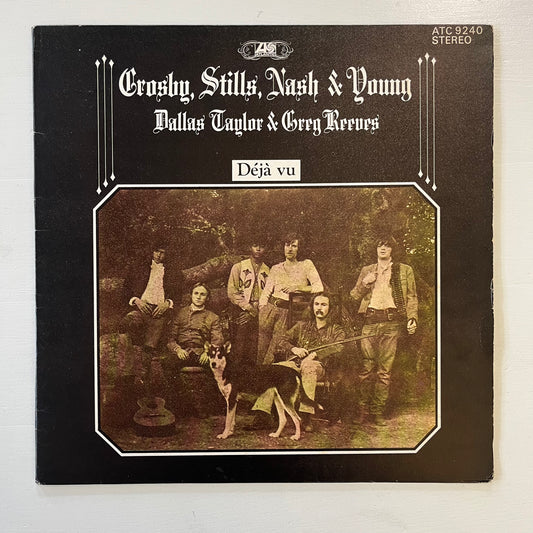 ATC 9240
STEREO
Crosby, Stills, Nash & Young
Dallas Taylor & Greg Reeves
Déjà vu